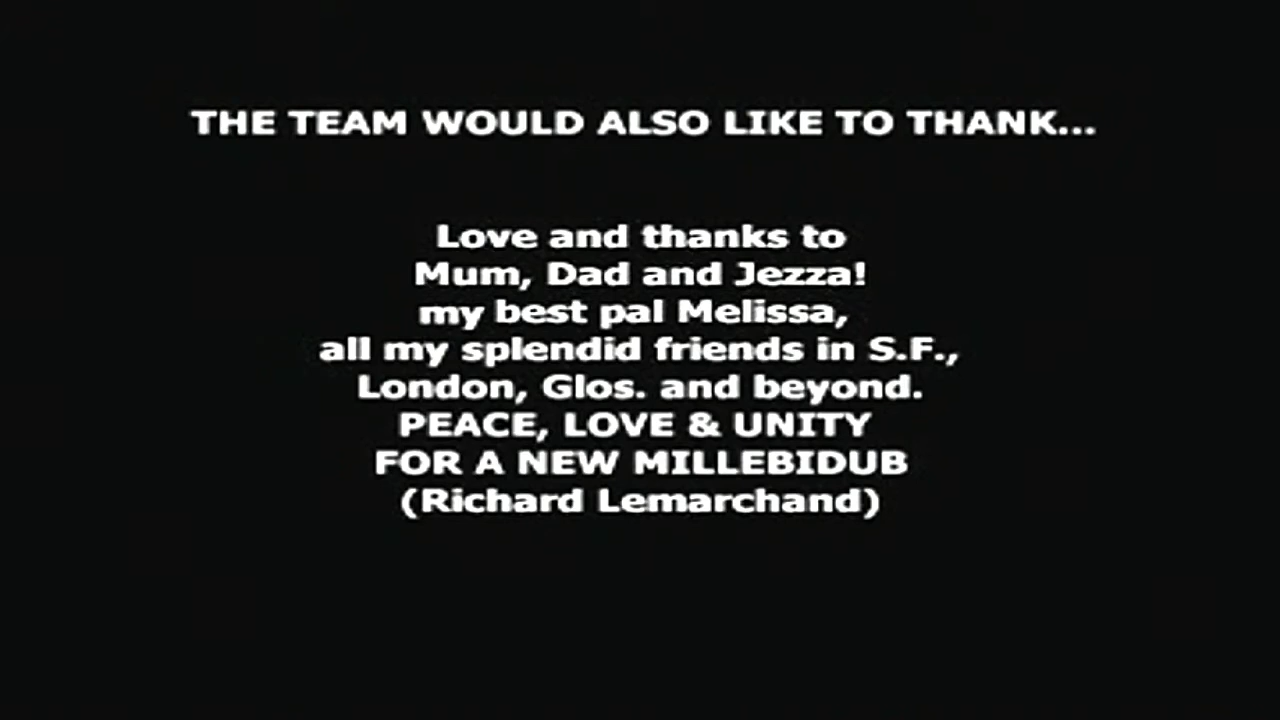 THE TEAM WOULD ALSO LIKE TO THANK...
Love and thanks to
Mum, Dad and Jezza!
my best pal Melissa,
all my splendid friends in S.F.,
London, Glos. and beyond.
PEACE, LOVE & UNITY
FOR A NEW MILLEBIDUB
(Richard Lemarchand)